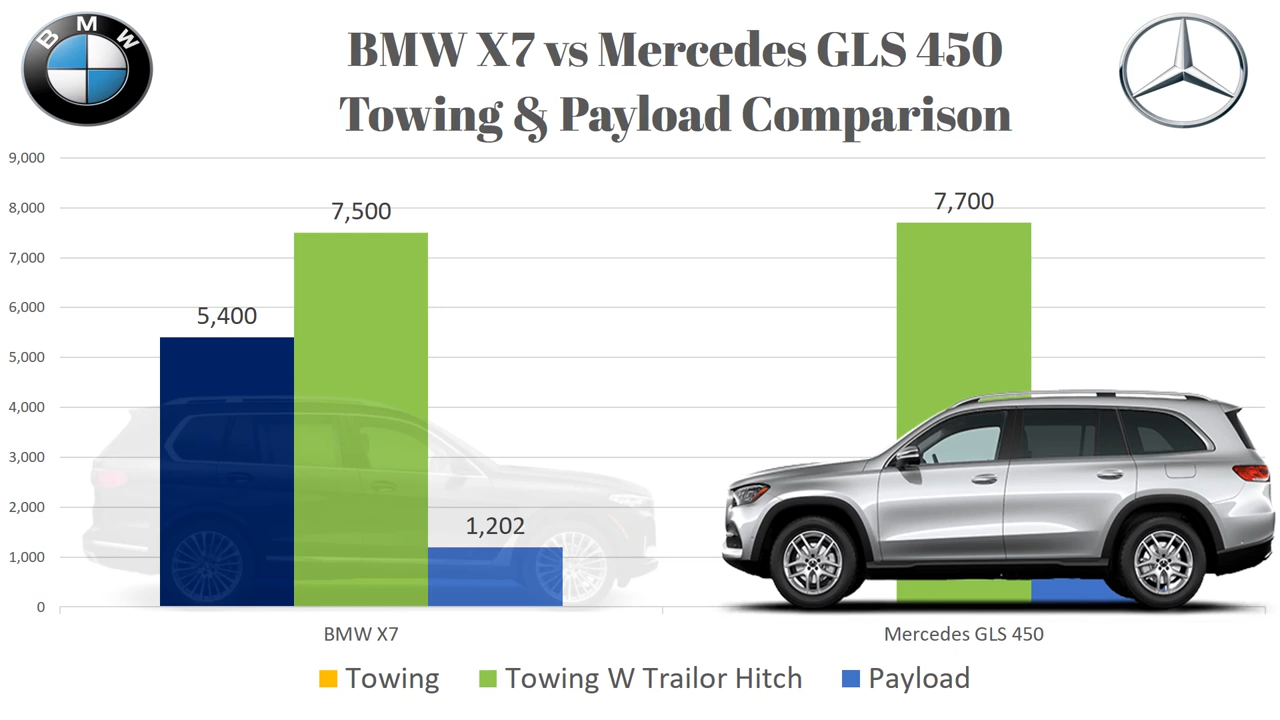 BMW
BMW X7 vs Mercedes GLS 450
Towing & Payload Comparison
9,000
8,000
7,000
6,000
5,000
4,000
3,000
2,000
1,000
0
5,400
7,500
1,202
7,700
BMW X7
Mercedes GLS 450
Towing
Towing W Trailor Hitch
Payload